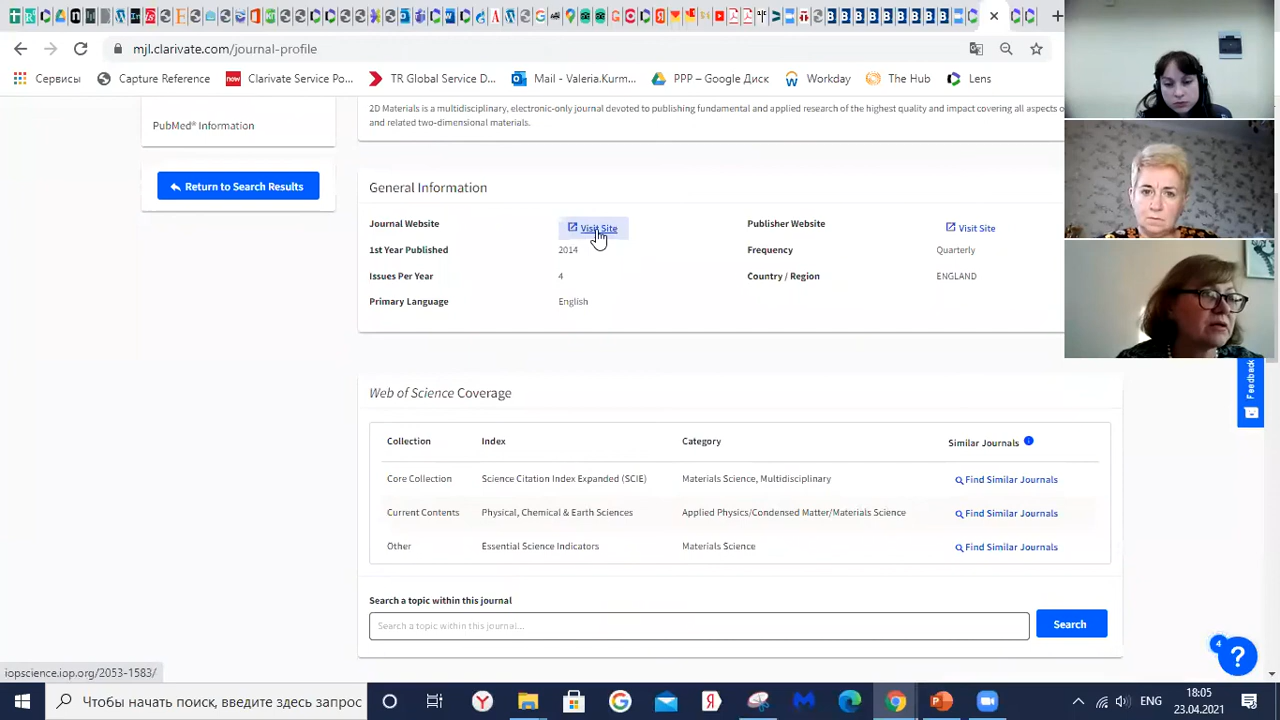 mjl.clarivate.com/journal-profile
Сервисы
Capture Reference
now
Clarivate Service Po...
TR Global Service D...
Mail - Valeria.Kurm...
PPP – Google Диск
Workday
The Hub
Lens
2D Materials is a multidisciplinary, electronic-only journal devoted to publishing fundamental and applied research of the highest quality and impact covering all aspects o
and related two-dimensional materials.
PubMed® Information
Return to Search Results
General Information
Journal Website
Visit Site
Publisher Website
Visit Site
1st Year Published
2014
Frequency
Quarterly
Issues Per Year
4
Country / Region
ENGLAND
Primary Language
English
Feedback
Web of Science Coverage
Collection
Index
Category
Similar Journals
Core Collection
Science Citation Index Expanded (SCIE)
Materials Science, Multidisciplinary
Find Similar Journals
Current Contents
Physical, Chemical & Earth Sciences
Applied Physics/Condensed Matter/Materials Science
Find Similar Journals
Other
Essential Science Indicators
Materials Science
Find Similar Journals
Search a topic within this journal
Search a topic within this journal...
Search
4
?
iopscience.iop.org/2053-1583/
Чтобы начать поиск, введите здесь запрос
ENG
18:05
23.04.2021